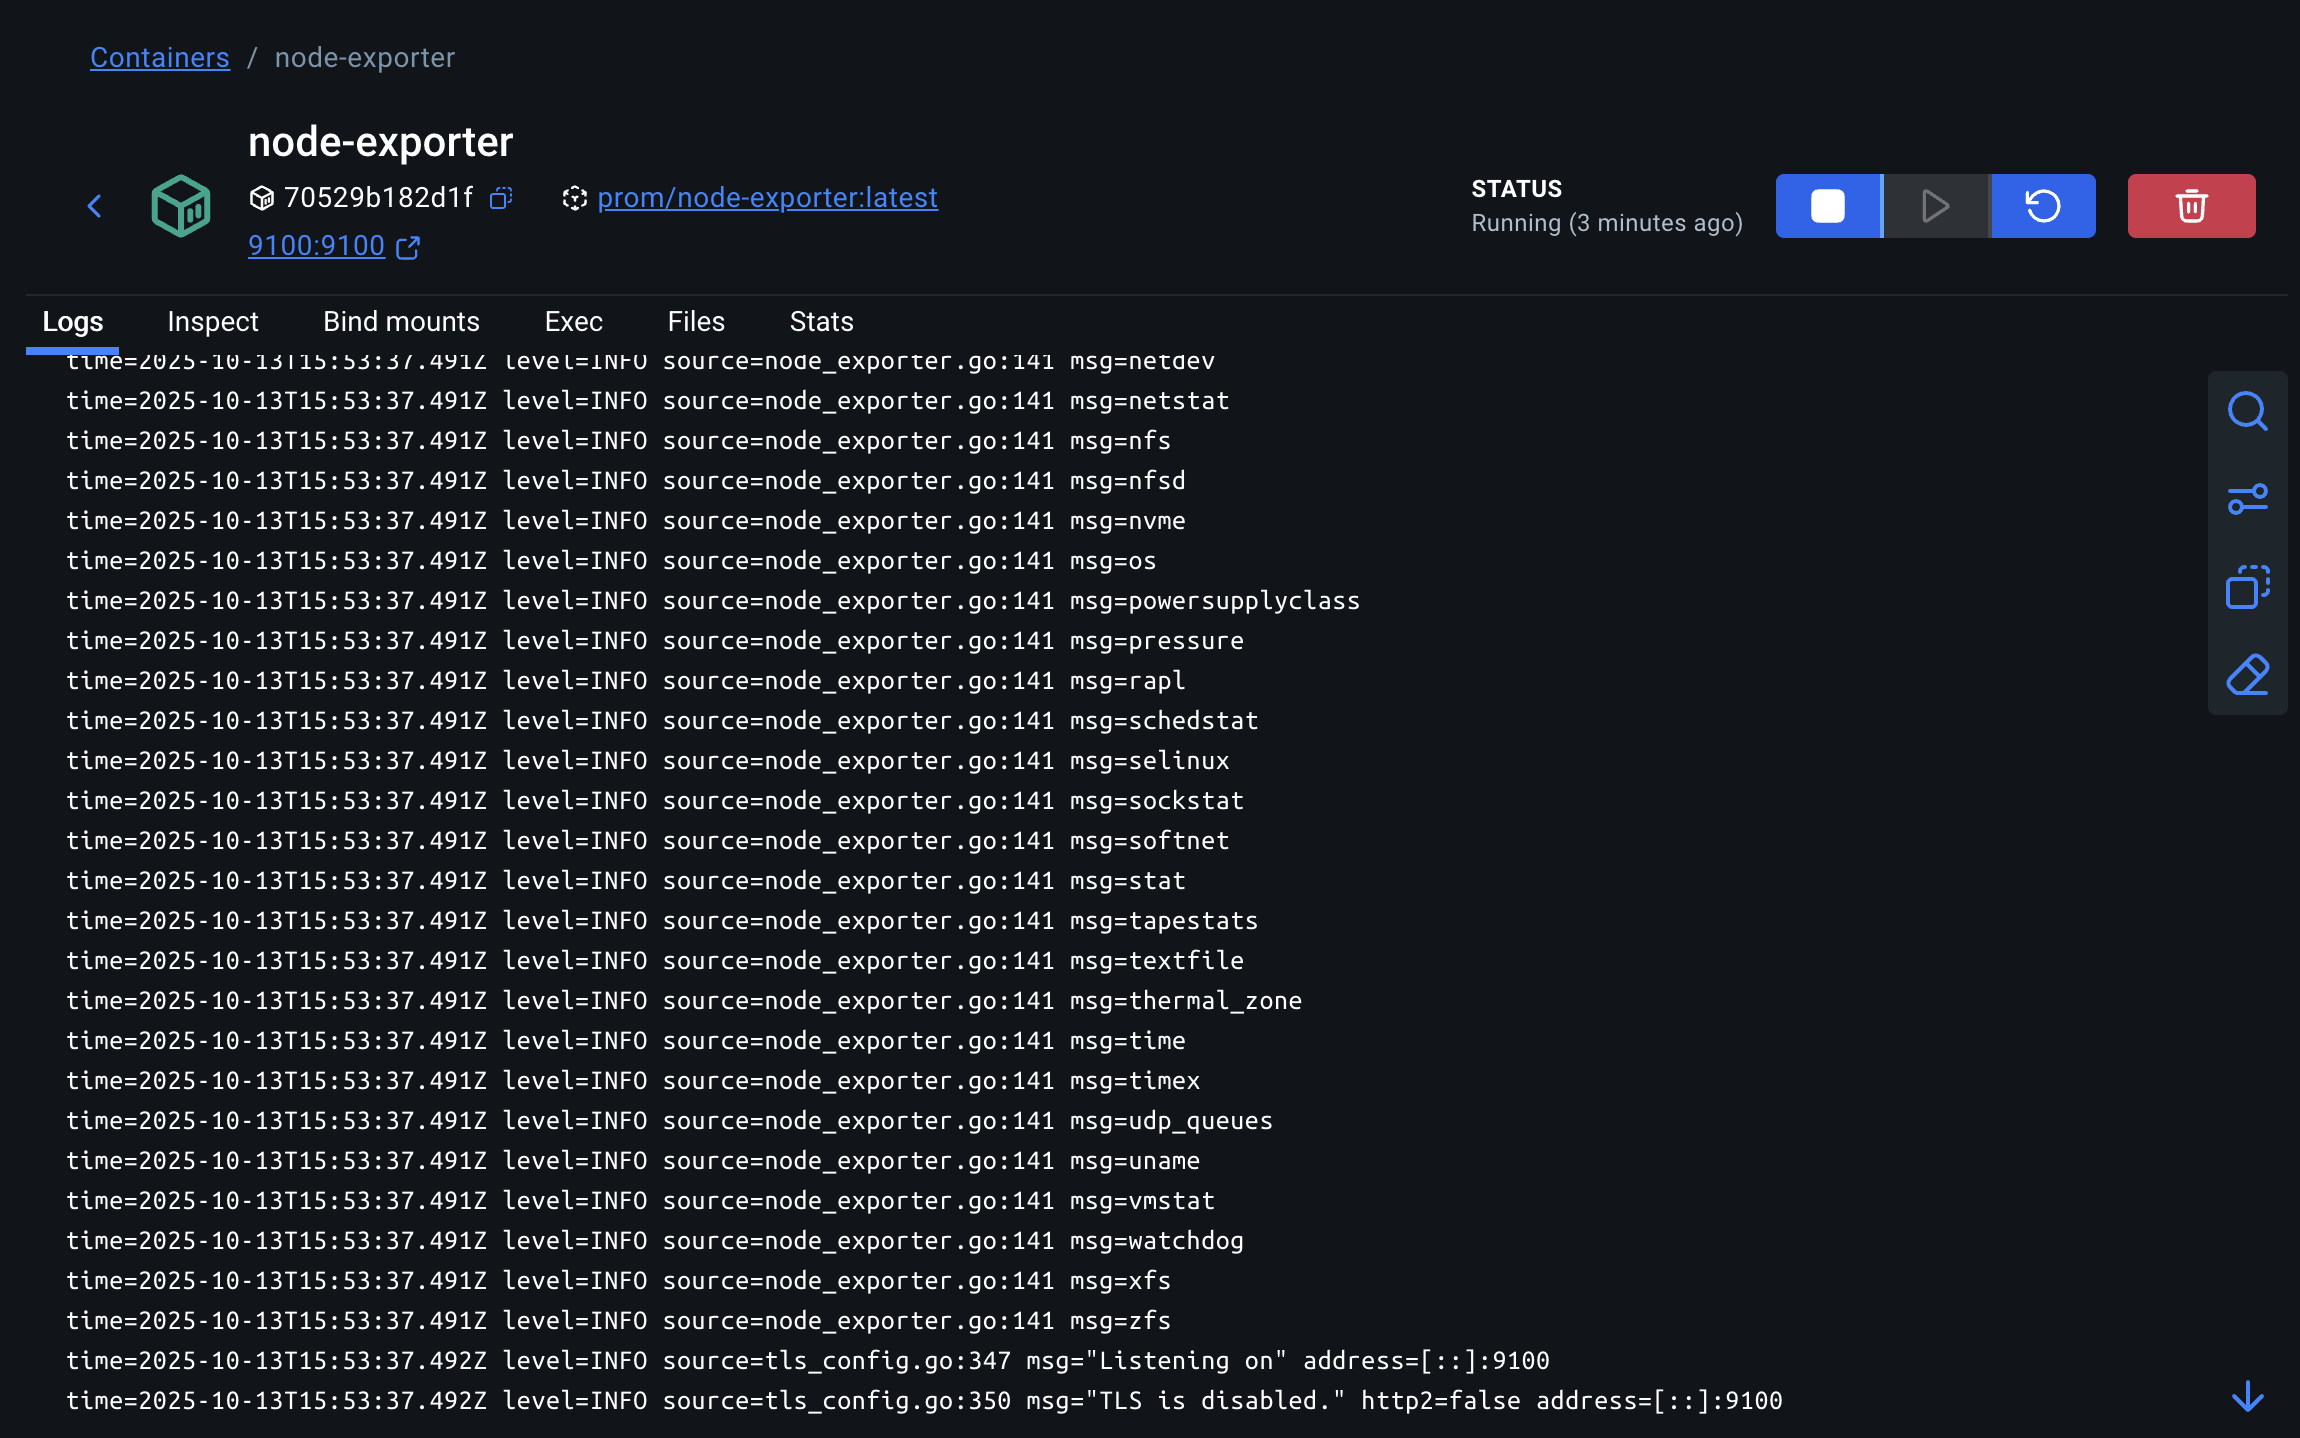 Containers / node-exporter
node-exporter
70529b182d1f prom/node-exporter:latest
9100:9100
STATUS
Running (3 minutes ago)
Logs Inspect Bind mounts Exec Files Stats
time=2025-10-13T15:53:37.491Z level=INFO source=node_exporter.go:141 msg=netdev
time=2025-10-13T15:53:37.491Z level=INFO source=node_exporter.go:141 msg=netstat
time=2025-10-13T15:53:37.491Z level=INFO source=node_exporter.go:141 msg=nfs
time=2025-10-13T15:53:37.491Z level=INFO source=node_exporter.go:141 msg=nfsd
time=2025-10-13T15:53:37.491Z level=INFO source=node_exporter.go:141 msg=nvme
time=2025-10-13T15:53:37.491Z level=INFO source=node_exporter.go:141 msg=os
time=2025-10-13T15:53:37.491Z level=INFO source=node_exporter.go:141 msg=powersupplyclass
time=2025-10-13T15:53:37.491Z level=INFO source=node_exporter.go:141 msg=pressure
time=2025-10-13T15:53:37.491Z level=INFO source=node_exporter.go:141 msg=rapl
time=2025-10-13T15:53:37.491Z level=INFO source=node_exporter.go:141 msg=schedstat
time=2025-10-13T15:53:37.491Z level=INFO source=node_exporter.go:141 msg=selinux
time=2025-10-13T15:53:37.491Z level=INFO source=node_exporter.go:141 msg=sockstat
time=2025-10-13T15:53:37.491Z level=INFO source=node_exporter.go:141 msg=softnet
time=2025-10-13T15:53:37.491Z level=INFO source=node_exporter.go:141 msg=stat
time=2025-10-13T15:53:37.491Z level=INFO source=node_exporter.go:141 msg=tapestats
time=2025-10-13T15:53:37.491Z level=INFO source=node_exporter.go:141 msg=textfile
time=2025-10-13T15:53:37.491Z level=INFO source=node_exporter.go:141 msg=thermal_zone
time=2025-10-13T15:53:37.491Z level=INFO source=node_exporter.go:141 msg=time
time=2025-10-13T15:53:37.491Z level=INFO source=node_exporter.go:141 msg=timex
time=2025-10-13T15:53:37.491Z level=INFO source=node_exporter.go:141 msg=udp_queues
time=2025-10-13T15:53:37.491Z level=INFO source=node_exporter.go:141 msg=uname
time=2025-10-13T15:53:37.491Z level=INFO source=node_exporter.go:141 msg=vmstat
time=2025-10-13T15:53:37.491Z level=INFO source=node_exporter.go:141 msg=watchdog
time=2025-10-13T15:53:37.491Z level=INFO source=node_exporter.go:141 msg=xfs
time=2025-10-13T15:53:37.491Z level=INFO source=node_exporter.go:141 msg=zfs
time=2025-10-13T15:53:37.492Z level=INFO source=tls_config.go:347 msg="Listening on" address=[::]:9100
time=2025-10-13T15:53:37.492Z level=INFO source=tls_config.go:350 msg="TLS is disabled." http2=false address=[::]:9100